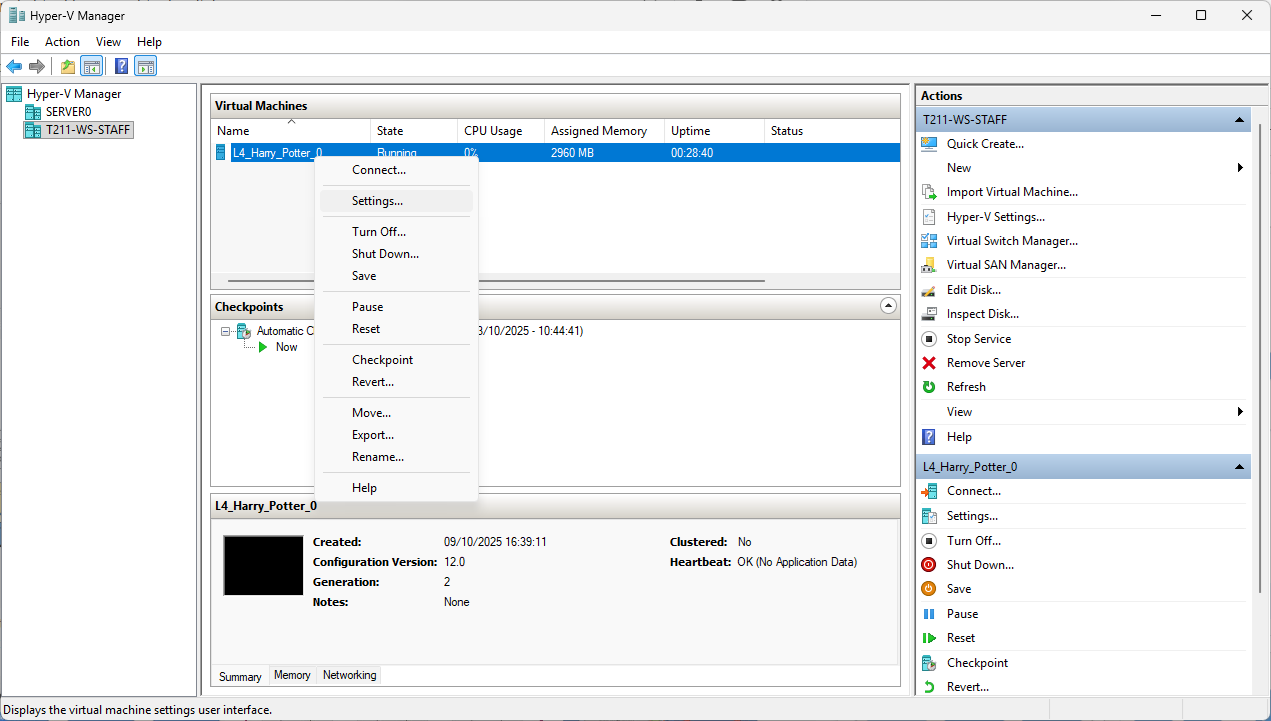 Hyper-V Manager
File Action View Help
Hyper-V Manager
SERVER0
T211-WS-STAFF
Virtual Machines
Name State CPU Usage Assigned Memory Uptime Status
L4_Harry_Potter_0 Running 0% 2960 MB 00:28:40
Connect...
Settings...
Turn Off...
Shut Down...
Save
Pause
Reset
Checkpoint
Revert...
Move...
Export...
Rename...
Help
Checkpoints
Automatic C 3/10/2025 - 10:44:41)
Now
L4_Harry_Potter_0
Created: 09/10/2025 16:39:11
Configuration Version: 12.0
Generation: 2
Notes: None
Clustered: No
Heartbeat: OK (No Application Data)
Summary Memory Networking
Actions
T211-WS-STAFF
Quick Create...
New
Import Virtual Machine...
Hyper-V Settings...
Virtual Switch Manager...
Virtual SAN Manager...
Edit Disk...
Inspect Disk...
Stop Service
Remove Server
Refresh
View
Help
L4_Harry_Potter_0
Connect...
Settings...
Turn Off...
Shut Down...
Save
Pause
Reset
Checkpoint
Revert...
Displays the virtual machine settings user interface.